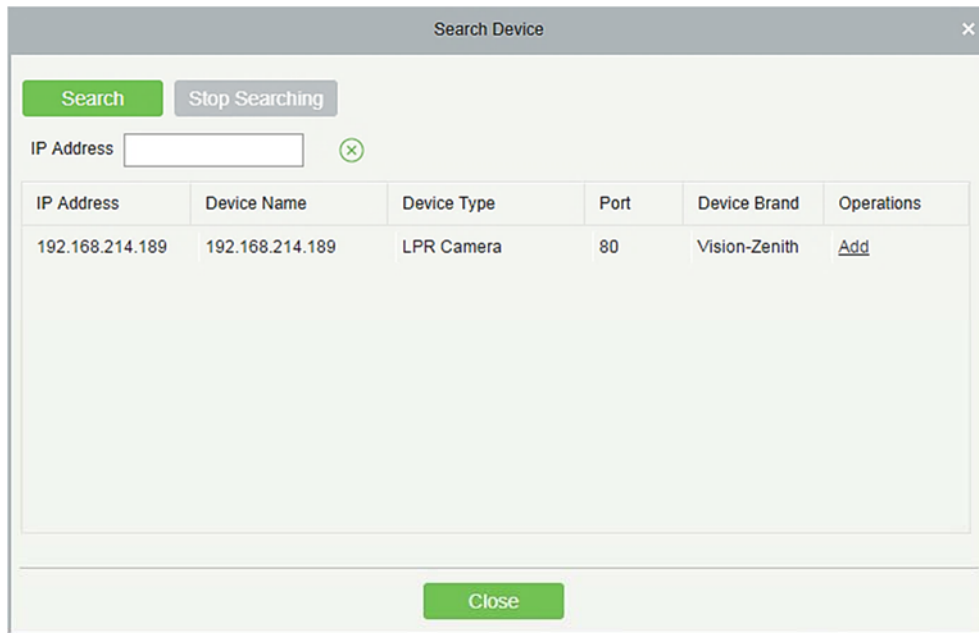 Search Device
Search Stop Searching
IP Address
IP Address Device Name Device Type Port Device Brand Operations
192.168.214.189 192.168.214.189 LPR Camera 80 Vision-Zenith Add
Close